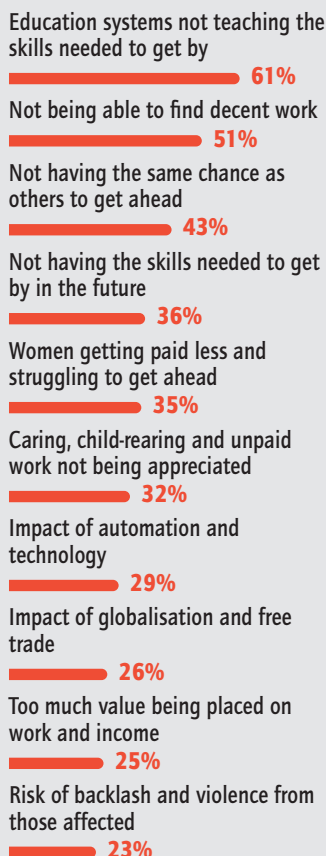 Education systems not teaching the
skills needed to get by
61%
Not being able to find decent work
51%
Not having the same chance as
others to get ahead
43%
Not having the skills needed to get
by in the future
36%
Women getting paid less and
struggling to get ahead
35%
Caring, child-rearing and unpaid
work not being appreciated
32%
Impact of automation and
technology
29%
Impact of globalisation and free
trade
26%
Too much value being placed on
work and income
25%
Risk of backlash and violence from
those affected
23%